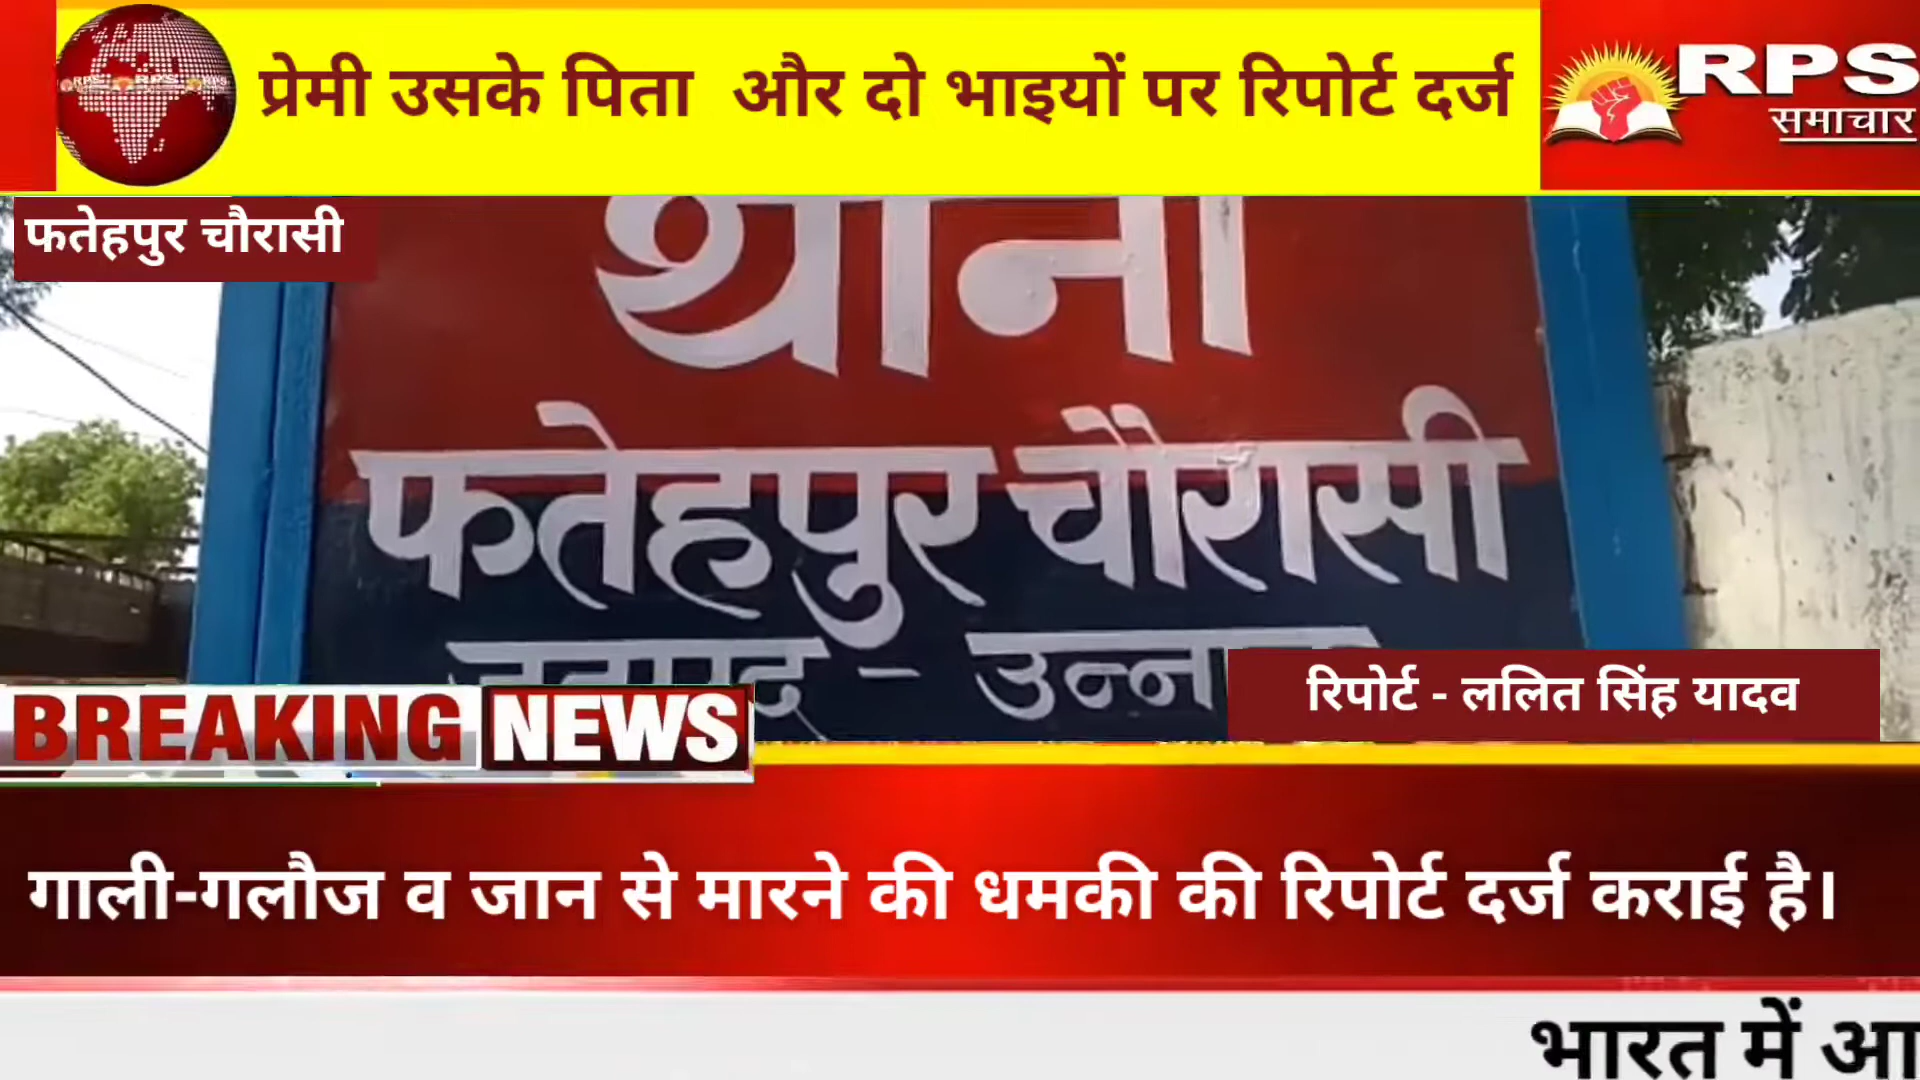 प्रेमी उसके पिता और दो भाइयों पर रिपोर्ट दर्ज
RPS
समाचार
फतेहपुर चौरासी
थाना
फतेहपुर चौरासी
जनपद - उन्नाव
रिपोर्ट - ललित सिंह यादव
BREAKING NEWS
गाली-गलौज व जान से मारने की धमकी की रिपोर्ट दर्ज कराई है।
भारत में आ